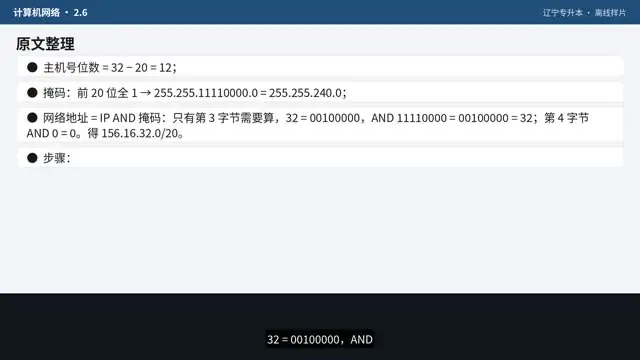 计算机网络 · 2.6
辽宁专升本 · 离线样片
原文整理
● 主机号位数 = 32 − 20 = 12；
● 掩码：前 20 位全 1 → 255.255.11110000.0 = 255.255.240.0；
● 网络地址 = IP AND 掩码：只有第 3 字节需要算，32 = 00100000，AND 11110000 = 00100000 = 32；第 4 字节
AND 0 = 0。得 156.16.32.0/20。
● 步骤：
32 = 00100000，AND